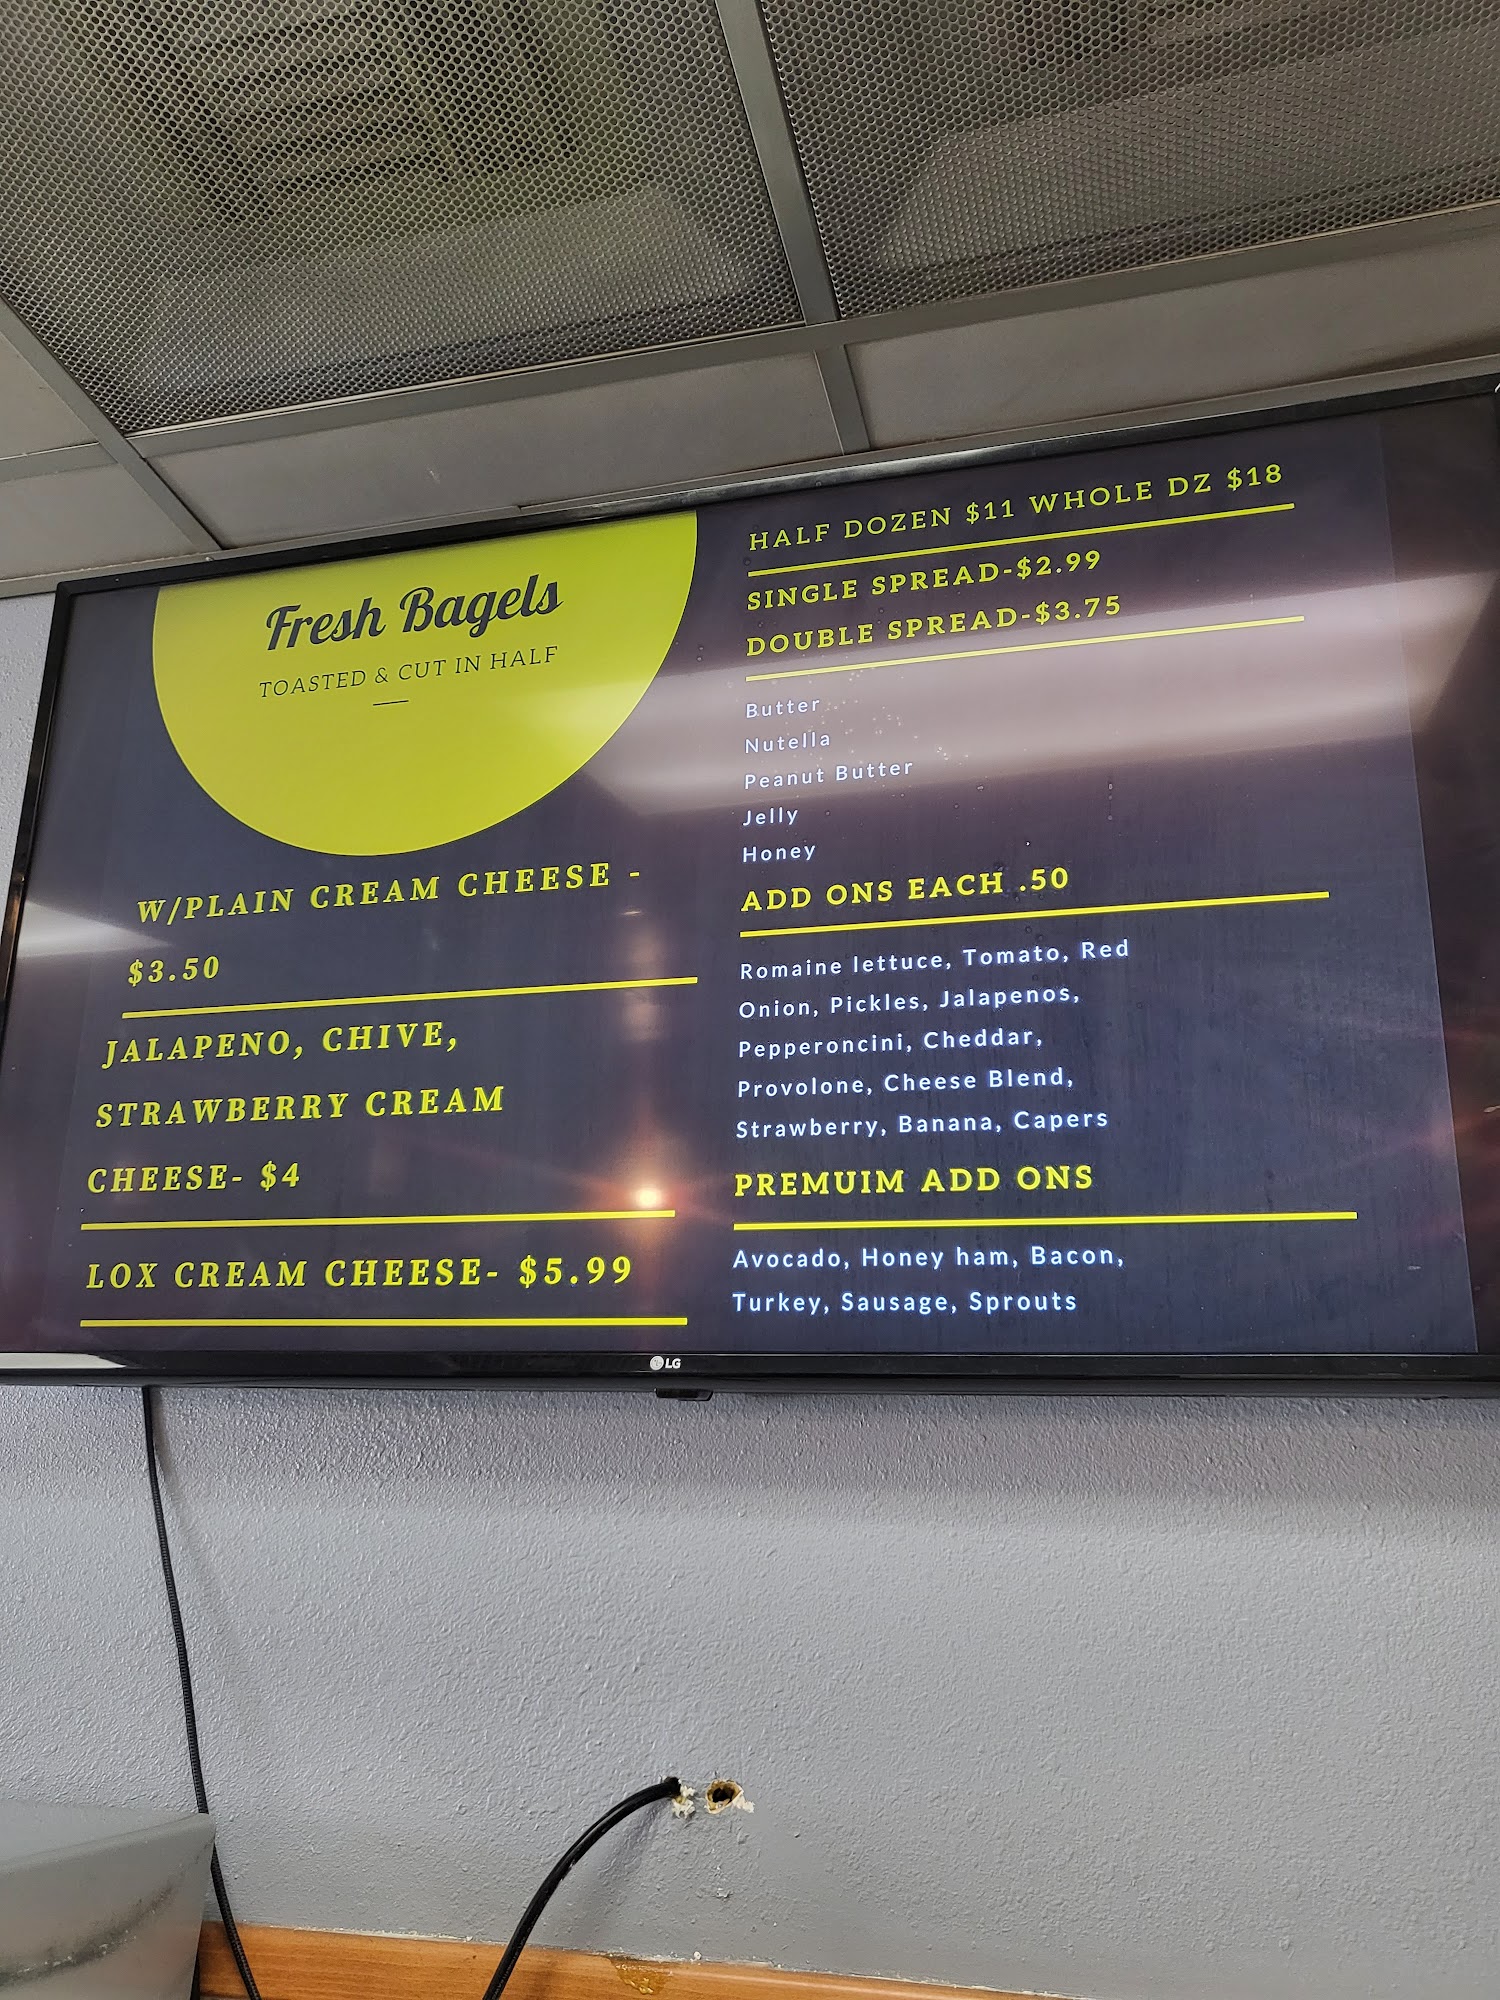 Fresh Bagels
TOASTED & CUT IN HALF
W/PLAIN CREAM CHEESE -
$3.50
JALAPENO, CHIVE,
STRAWBERRY CREAM
CHEESE- $4
LOX CREAM CHEESE- $5.99
HALF DOZEN $11 WHOLE DZ $18
SINGLE SPREAD-$2.99
DOUBLE SPREAD-$3.75
Butter
Nutella
Peanut Butter
Jelly
Honey
ADD ONS EACH .50
Romaine lettuce, Tomato, Red
Onion, Pickles, Jalapenos,
Pepperoncini, Cheddar,
Provolone, Cheese Blend,
Strawberry, Banana, Capers
PREMUIM ADD ONS
Avocado, Honey ham, Bacon,
Turkey, Sausage, Sprouts
LG